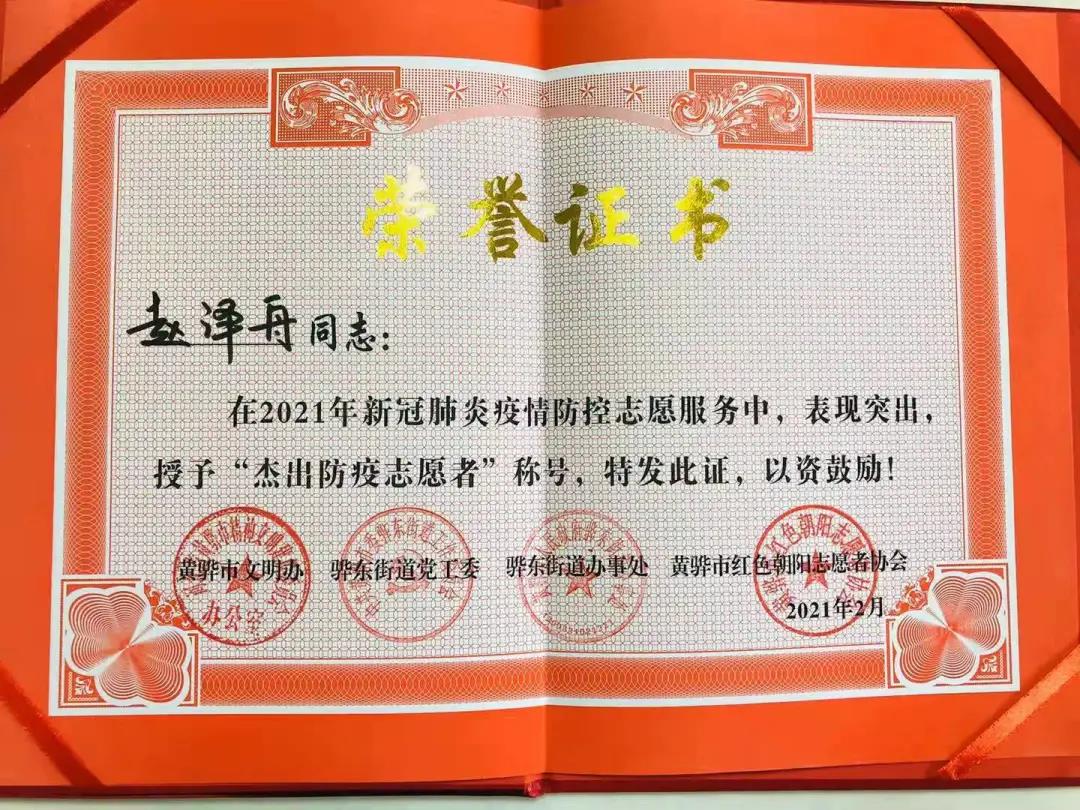 荣誉证书
赵泽舟同志：
在2021年新冠肺炎疫情防控志愿服务中，表现突出，
授予“杰出防疫志愿者”称号，特发此证，以资鼓励！
黄骅市文明办 骅东街道党工委 骅东街道办事处 黄骅市红色朝阳志愿者协会
2021年2月
办公室